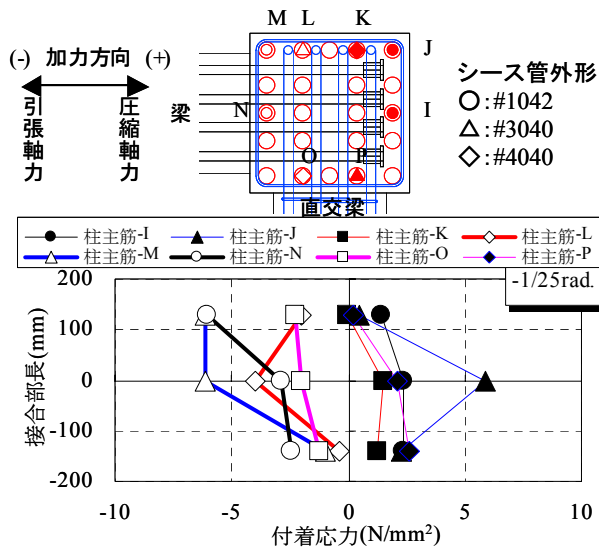 M L K
J
(-) 加力方向 (+)
引張軸力
圧縮軸力
梁
N
I
O P
直交梁
シース管外形
○:#1042
△:#3040
◇:#4040
柱主筋-I 柱主筋-J 柱主筋-K 柱主筋-L
柱主筋-M 柱主筋-N 柱主筋-O 柱主筋-P
-1/25rad.
接合部長(mm)
200
100
0
-100
-200
-10 -5 0 5 10
付着応力(N/mm²)